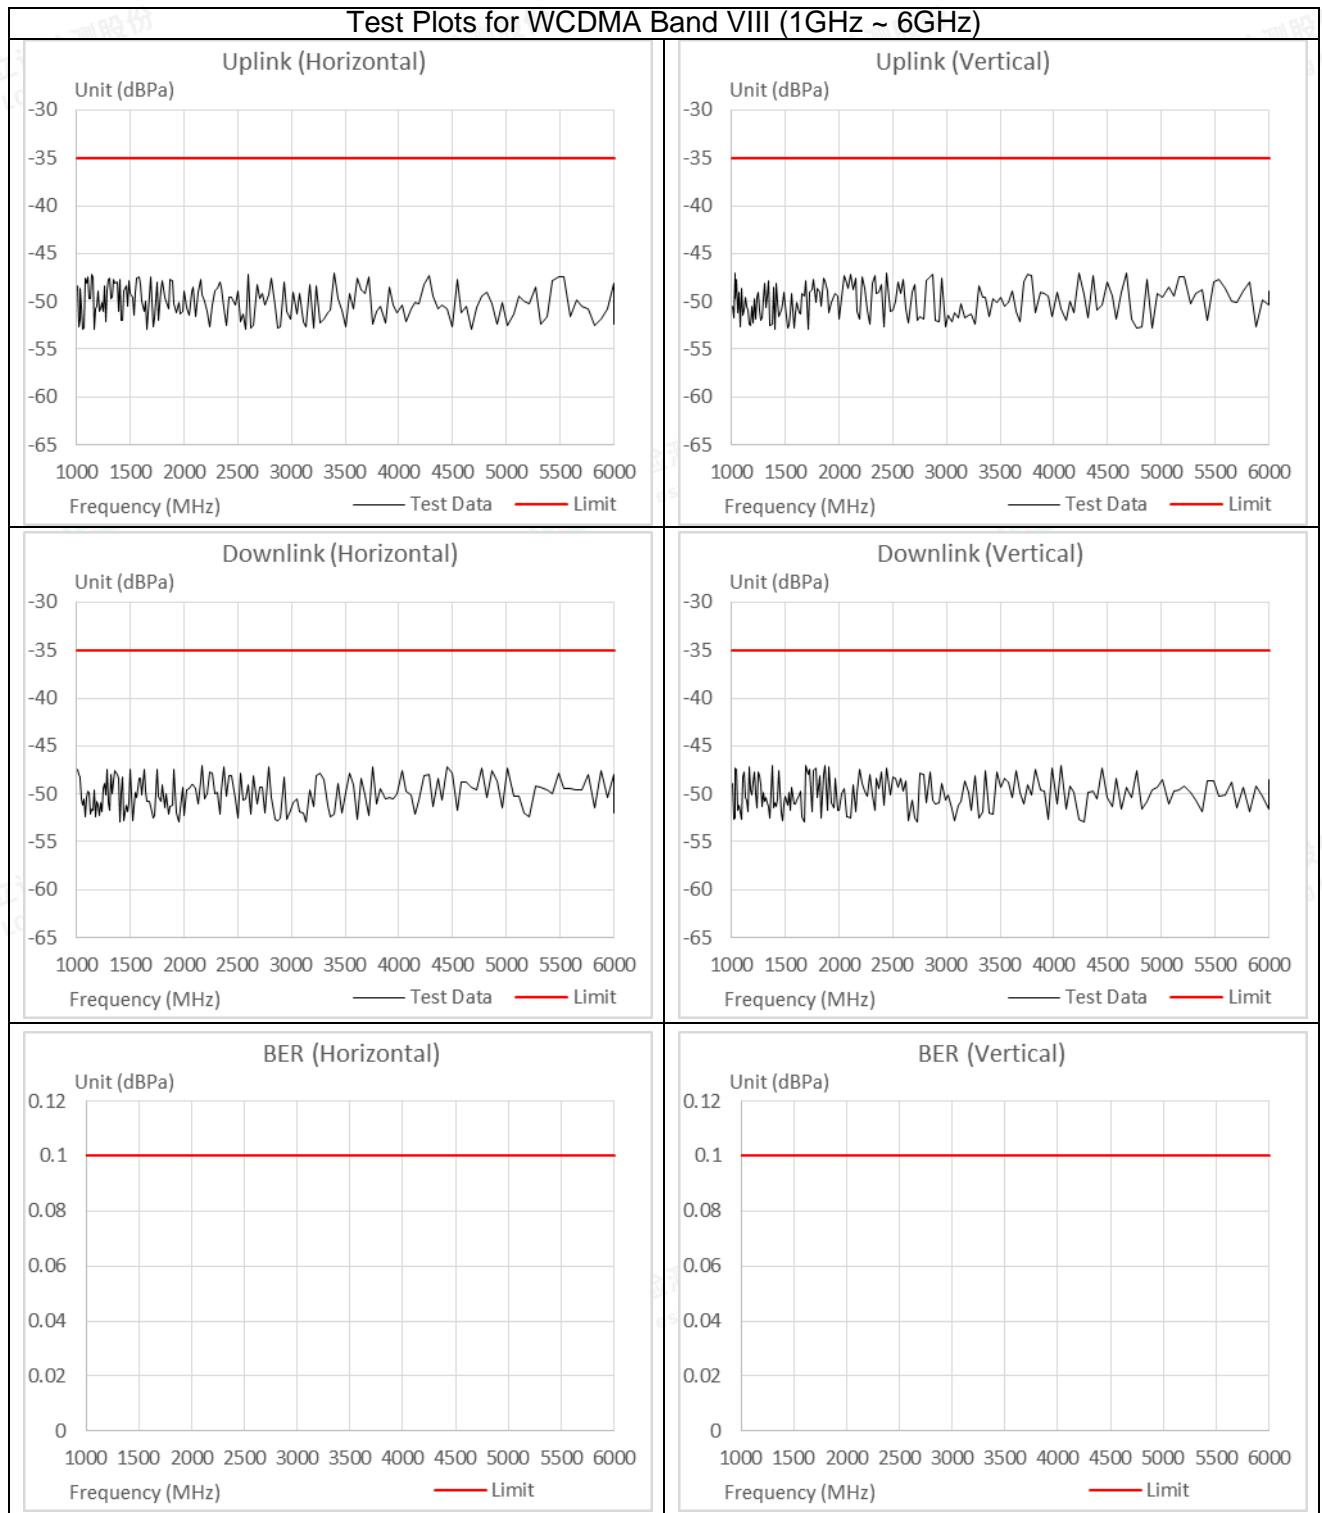 Test Plots for WCDMA Band VIII (1GHz ~ 6GHz)
Uplink (Horizontal)
Unit (dBPa)
-30
-35
-40
-45
-50
-55
-60
-65
1000 1500 2000 2500 3000 3500 4000 4500 5000 5500 6000
Frequency (MHz) Test Data Limit
Uplink (Vertical)
Unit (dBPa)
-30
-35
-40
-45
-50
-55
-60
-65
1000 1500 2000 2500 3000 3500 4000 4500 5000 5500 6000
Frequency (MHz) Test Data Limit
Downlink (Horizontal)
Unit (dBPa)
-30
-35
-40
-45
-50
-55
-60
-65
1000 1500 2000 2500 3000 3500 4000 4500 5000 5500 6000
Frequency (MHz) Test Data Limit
Downlink (Vertical)
Unit (dBPa)
-30
-35
-40
-45
-50
-55
-60
-65
1000 1500 2000 2500 3000 3500 4000 4500 5000 5500 6000
Frequency (MHz) Test Data Limit
BER (Horizontal)
Unit (dBPa)
0.12
0.1
0.08
0.06
0.04
0.02
0
1000 1500 2000 2500 3000 3500 4000 4500 5000 5500 6000
Frequency (MHz) Limit
BER (Vertical)
Unit (dBPa)
0.12
0.1
0.08
0.06
0.04
0.02
0
1000 1500 2000 2500 3000 3500 4000 4500 5000 5500 6000
Frequency (MHz) Limit